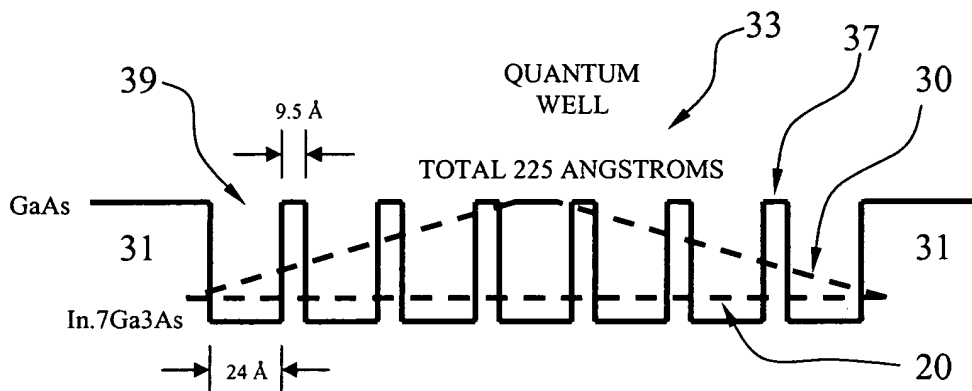 33
37
QUANTUM
WELL
30
39
9.5 Å
TOTAL 225 ANGSTROMS
GaAs
31
31
In.7Ga3As
24 Å
20